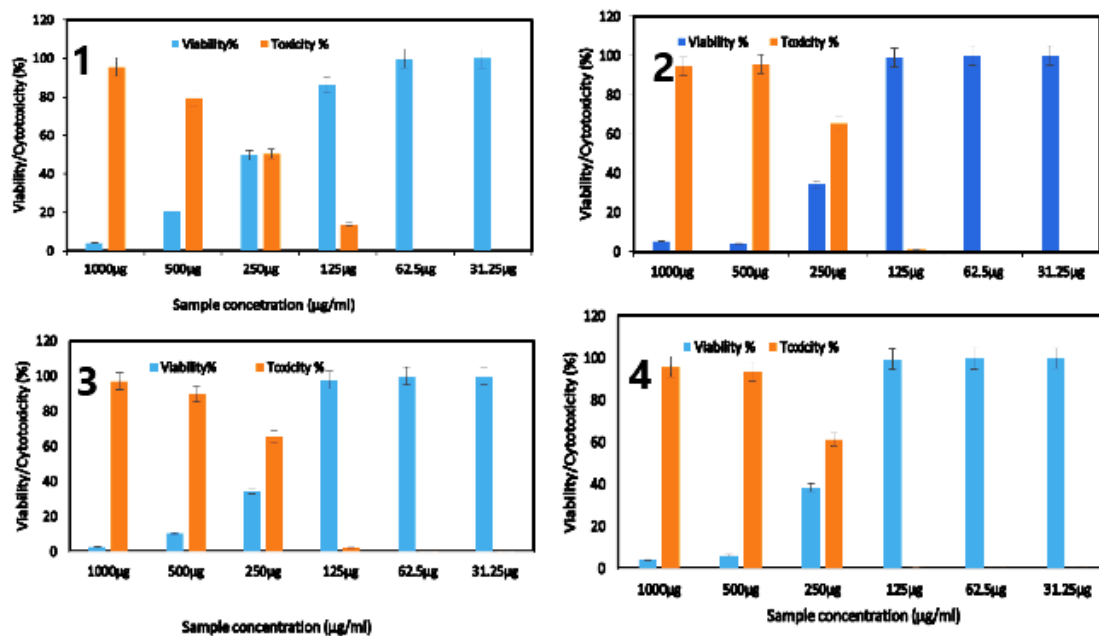 1
Viability% Toxicity %
Viability/Cytotoxicity (%)
120
100
80
60
40
20
0
1000µg 500µg 250µg 125µg 62.5µg 31.25µg
Sample concetration (µg/ml)
2
Viability % Toxicity %
Viability/Cytotoxicity (%)
120
100
80
60
40
20
0
1000µg 500µg 250µg 125µg 62.5µg 31.25µg
3
Viability% Toxicity %
Viability/Cytotoxicity (%)
120
100
80
60
40
20
0
1000µg 500µg 250µg 125µg 62.5µg 31.25µg
Sample concentration (µg/ml)
4
Viability % Toxicity %
Viability/Cytotoxicity (%)
120
100
80
60
40
20
0
1000µg 500µg 250µg 125µg 62.5µg 31.25µg
Sample concentration (µg/ml)